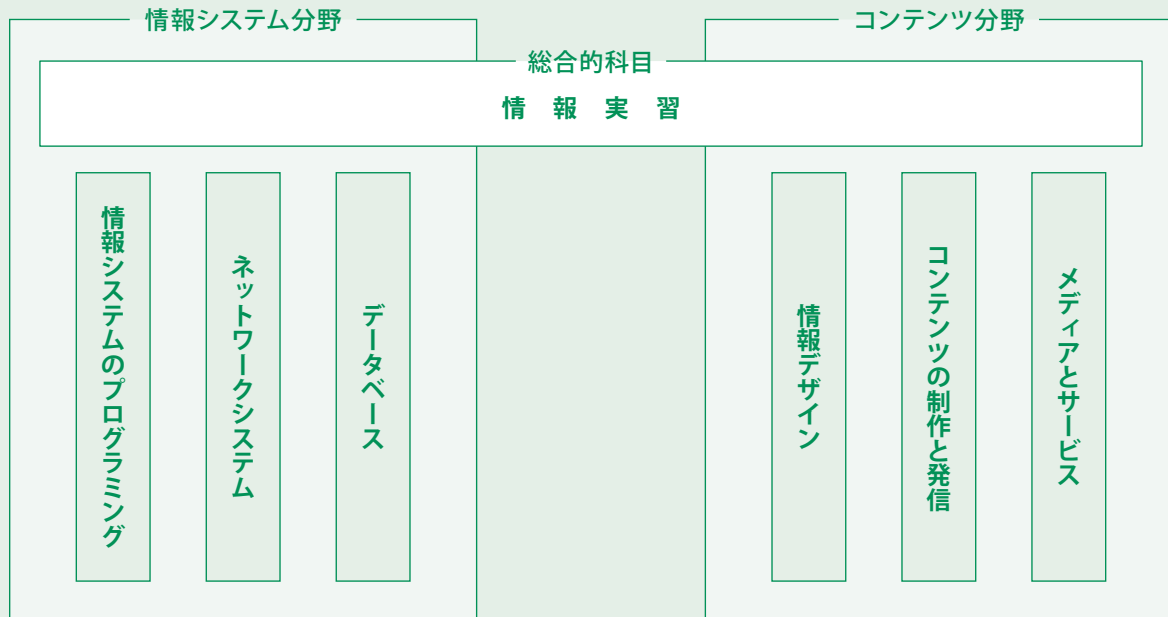 情報システム分野
コンテンツ分野
総合的科目
情報実習
情報システムのプログラミング
ネットワークシステム
データベース
情報デザイン
コンテンツの制作と発信
メディアとサービス